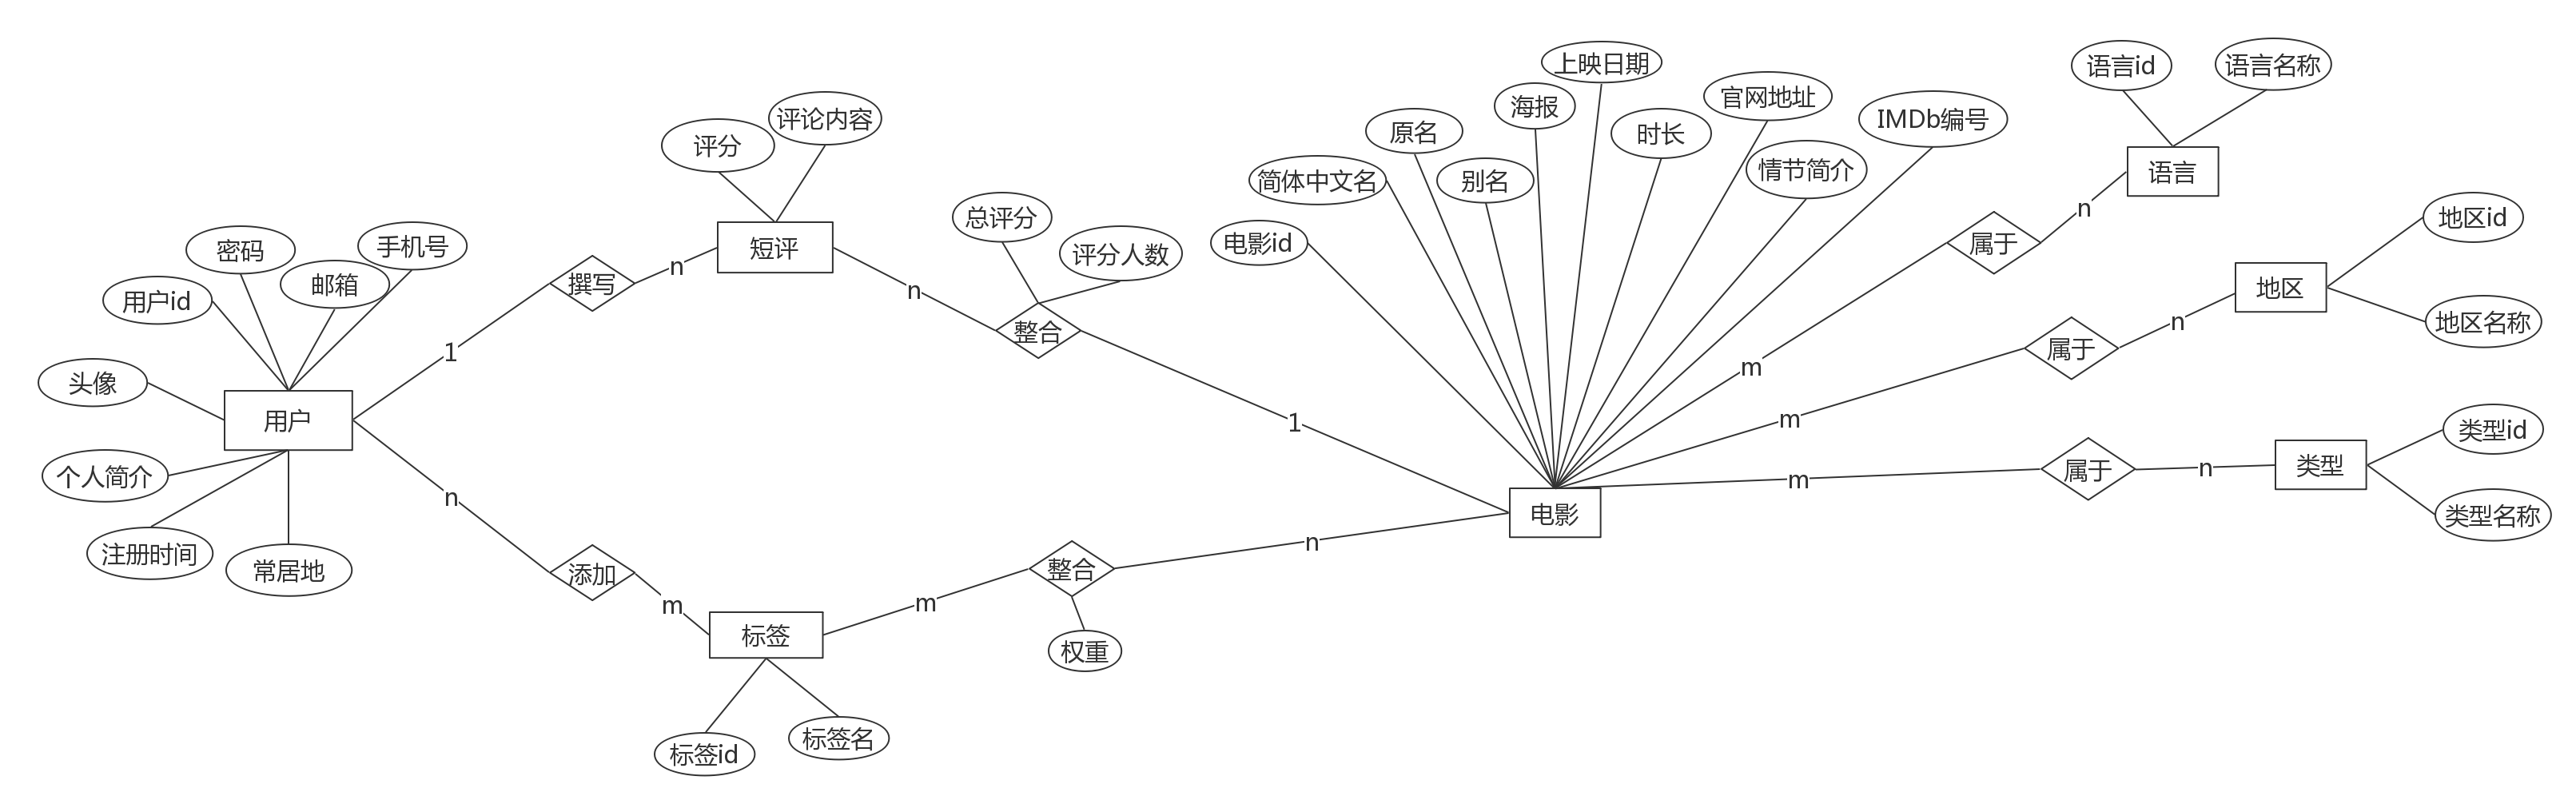 上映日期
语言id
语言名称
官网地址
海报
评论内容
IMDb编号
原名
时长
评分
情节简介
语言
简体中文名
别名
n
总评分
地区id
属于
电影id
手机号
密码
短评
评分人数
n
邮箱
撰写
n
地区
用户id
整合
n
地区名称
属于
1
m
头像
用户
1
m
类型id
类型
属于
n
m
个人简介
n
电影
类型名称
n
注册时间
常居地
添加
整合
m
m
标签
权重
标签id
标签名